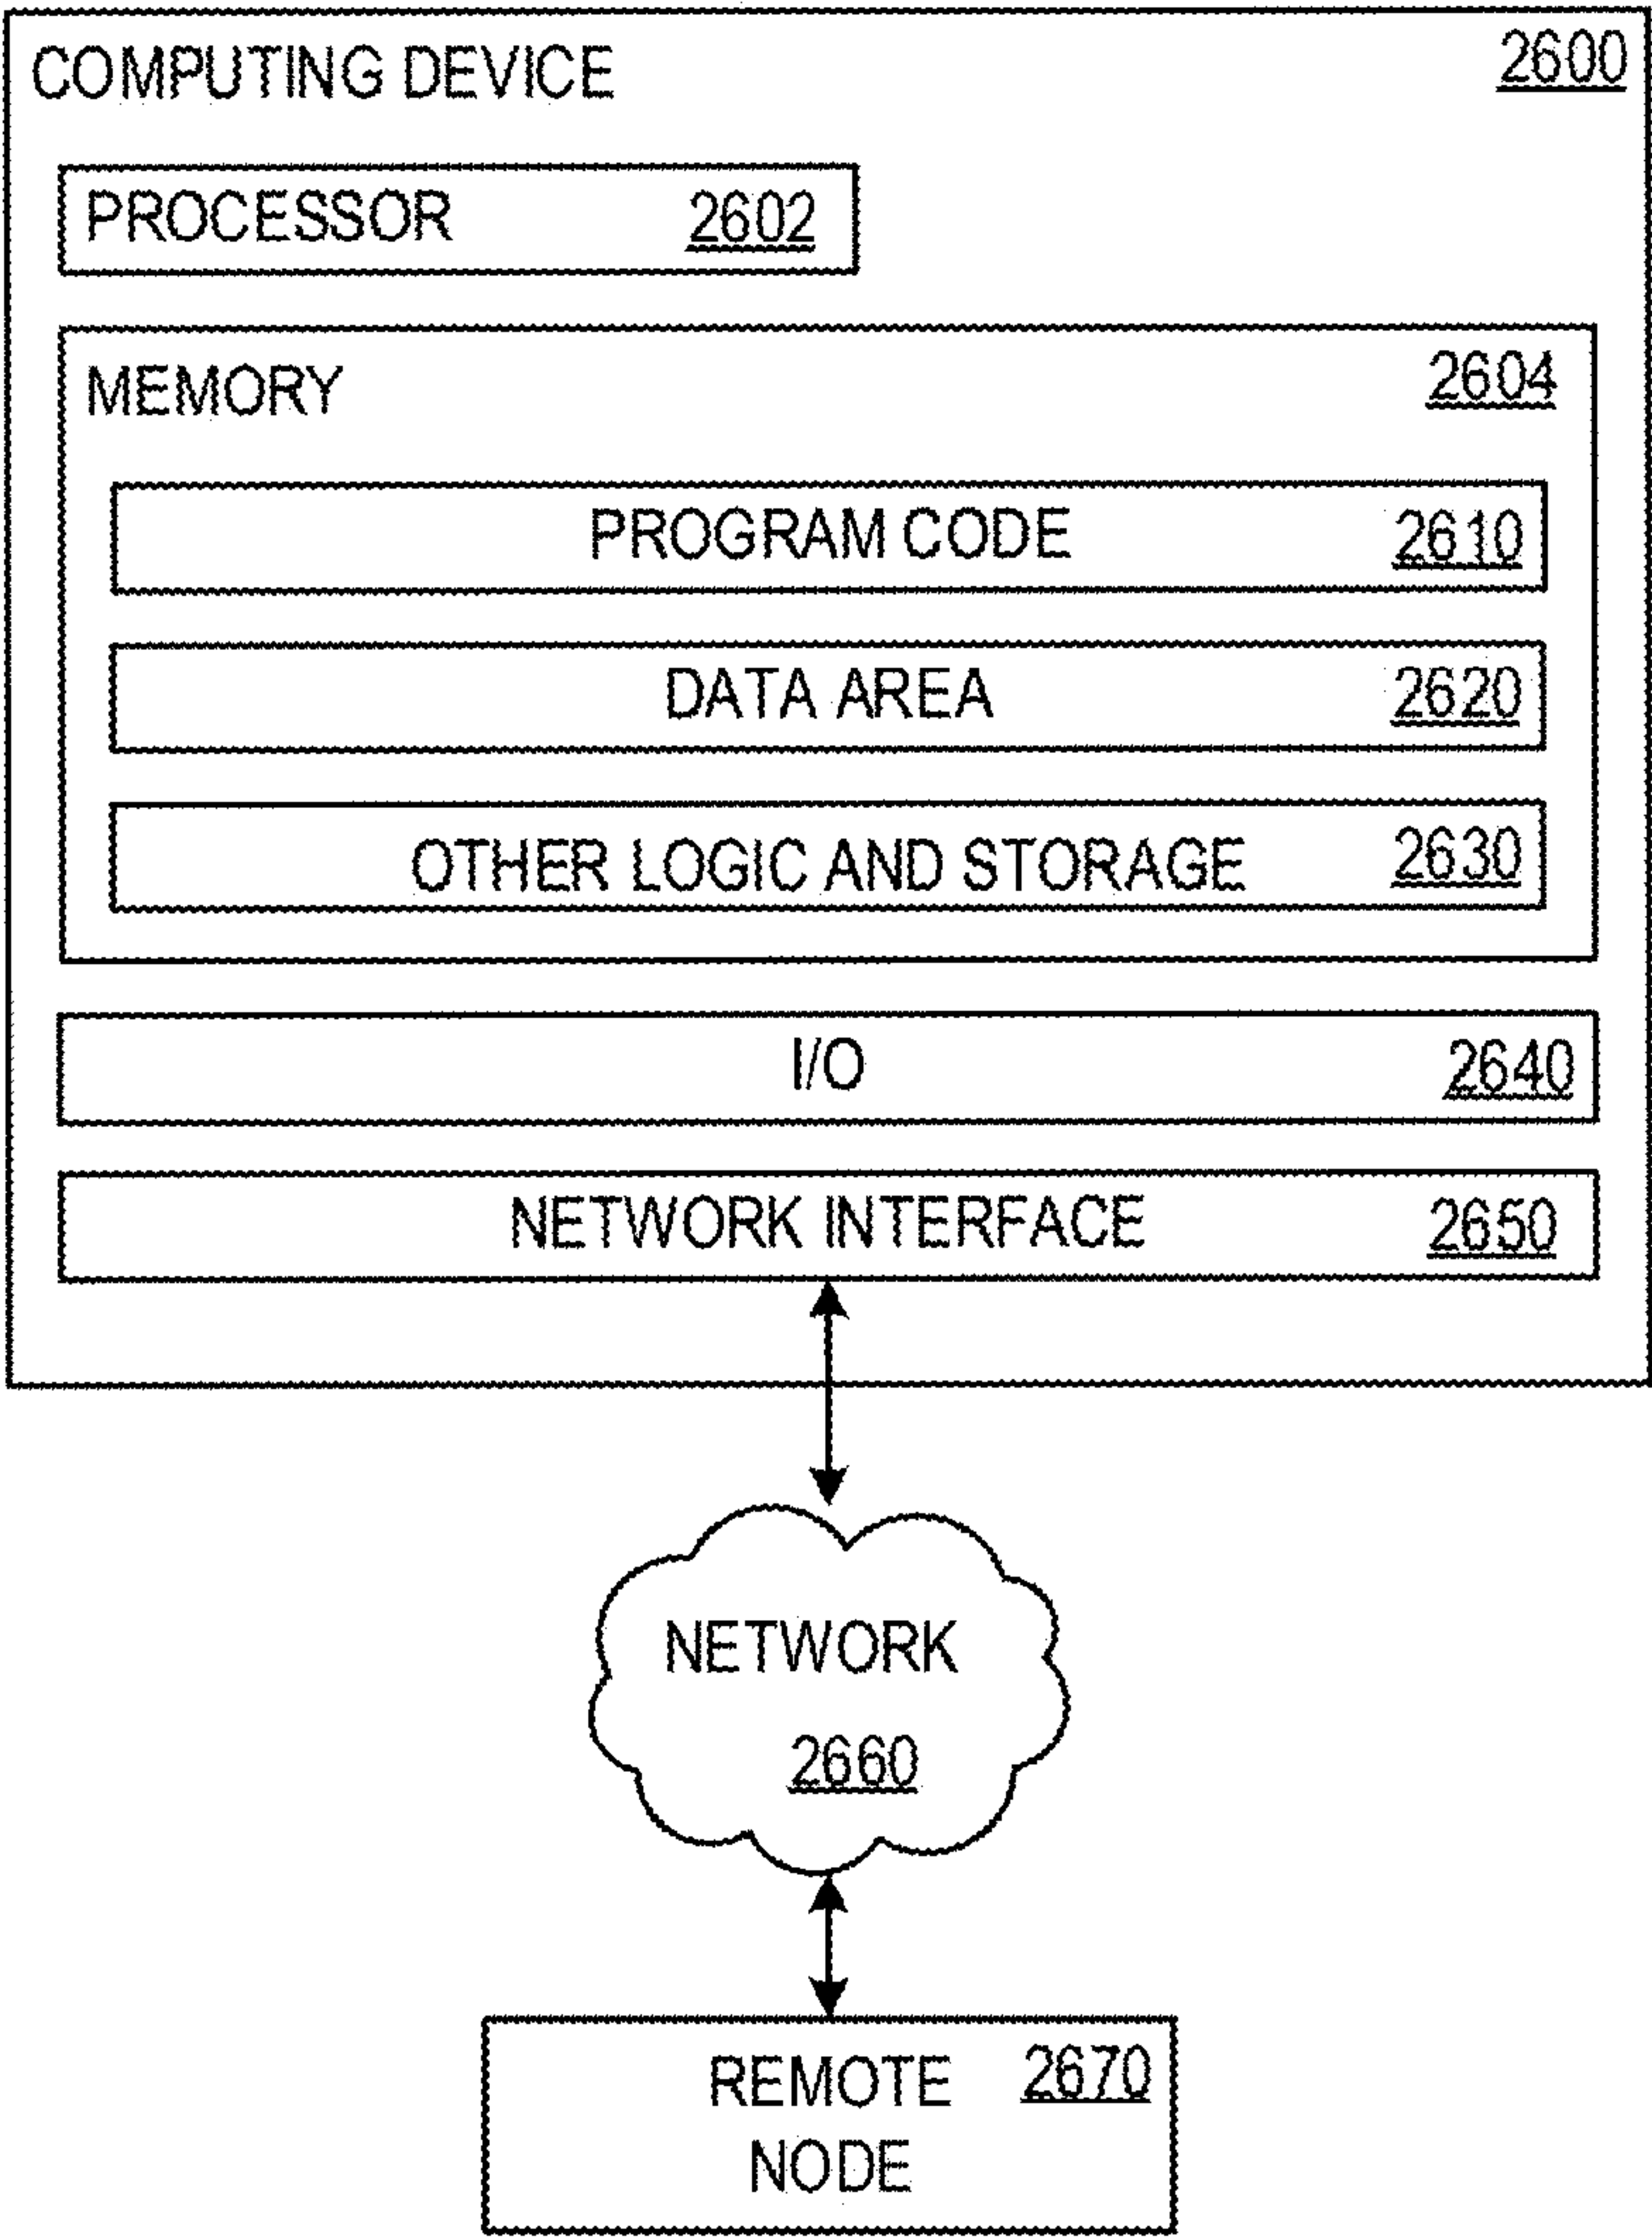 COMPUTING DEVICE 2600
PROCESSOR 2602
MEMORY 2604
PROGRAM CODE 2610
DATA AREA 2620
OTHER LOGIC AND STORAGE 2630
I/O 2640
NETWORK INTERFACE 2650
NETWORK
2660
REMOTE 2670
NODE